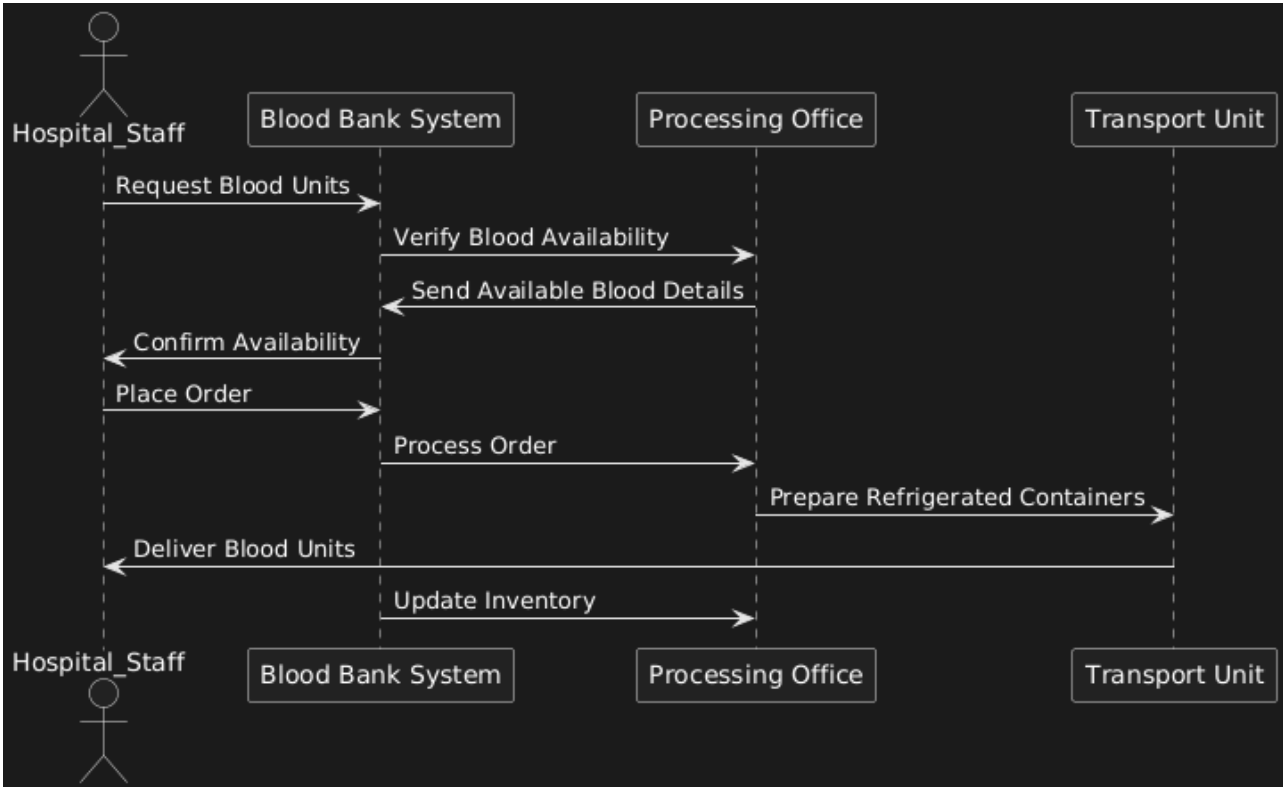 Hospital_Staff
Blood Bank System
Processing Office
Transport Unit
Request Blood Units
Verify Blood Availability
Send Available Blood Details
Confirm Availability
Place Order
Process Order
Prepare Refrigerated Containers
Deliver Blood Units
Update Inventory
Hospital_Staff
Blood Bank System
Processing Office
Transport Unit